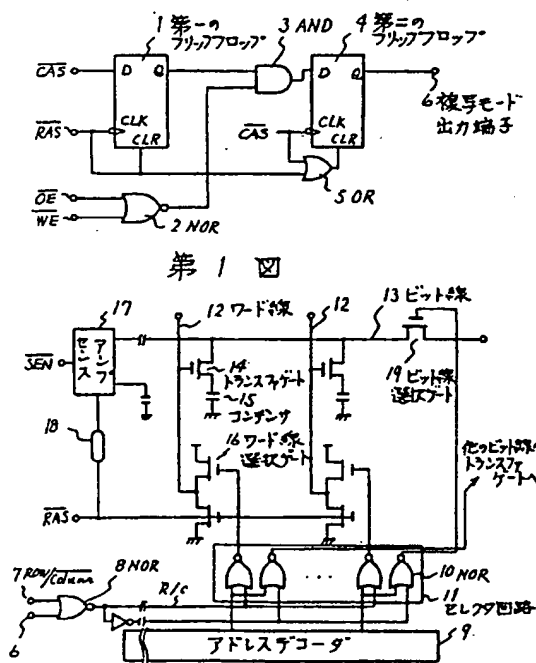 1 第一の
フリップフロップ
3 AND
4 第二の
フリップフロップ
CAS
D Q
D Q
6 複写モード
出力端子
RAS
CLK
CLR
CAS
CLK
CLR
5 OR
OE
WE
2 NOR
第 1 図
17
12 ワード線
12
13 ビット線
SEN
センス
アンプ
14
トランスファゲート
15
コンデンサ
19 ビット線
選択ゲート
18
16 ワード線
選択ゲート
他のビット線の
トランスファ
ゲートへ
RAS
7 ROW/Column
8 NOR
R/C
6
...
10 NOR
11
セレクタ回路
アドレスデコーダ
9